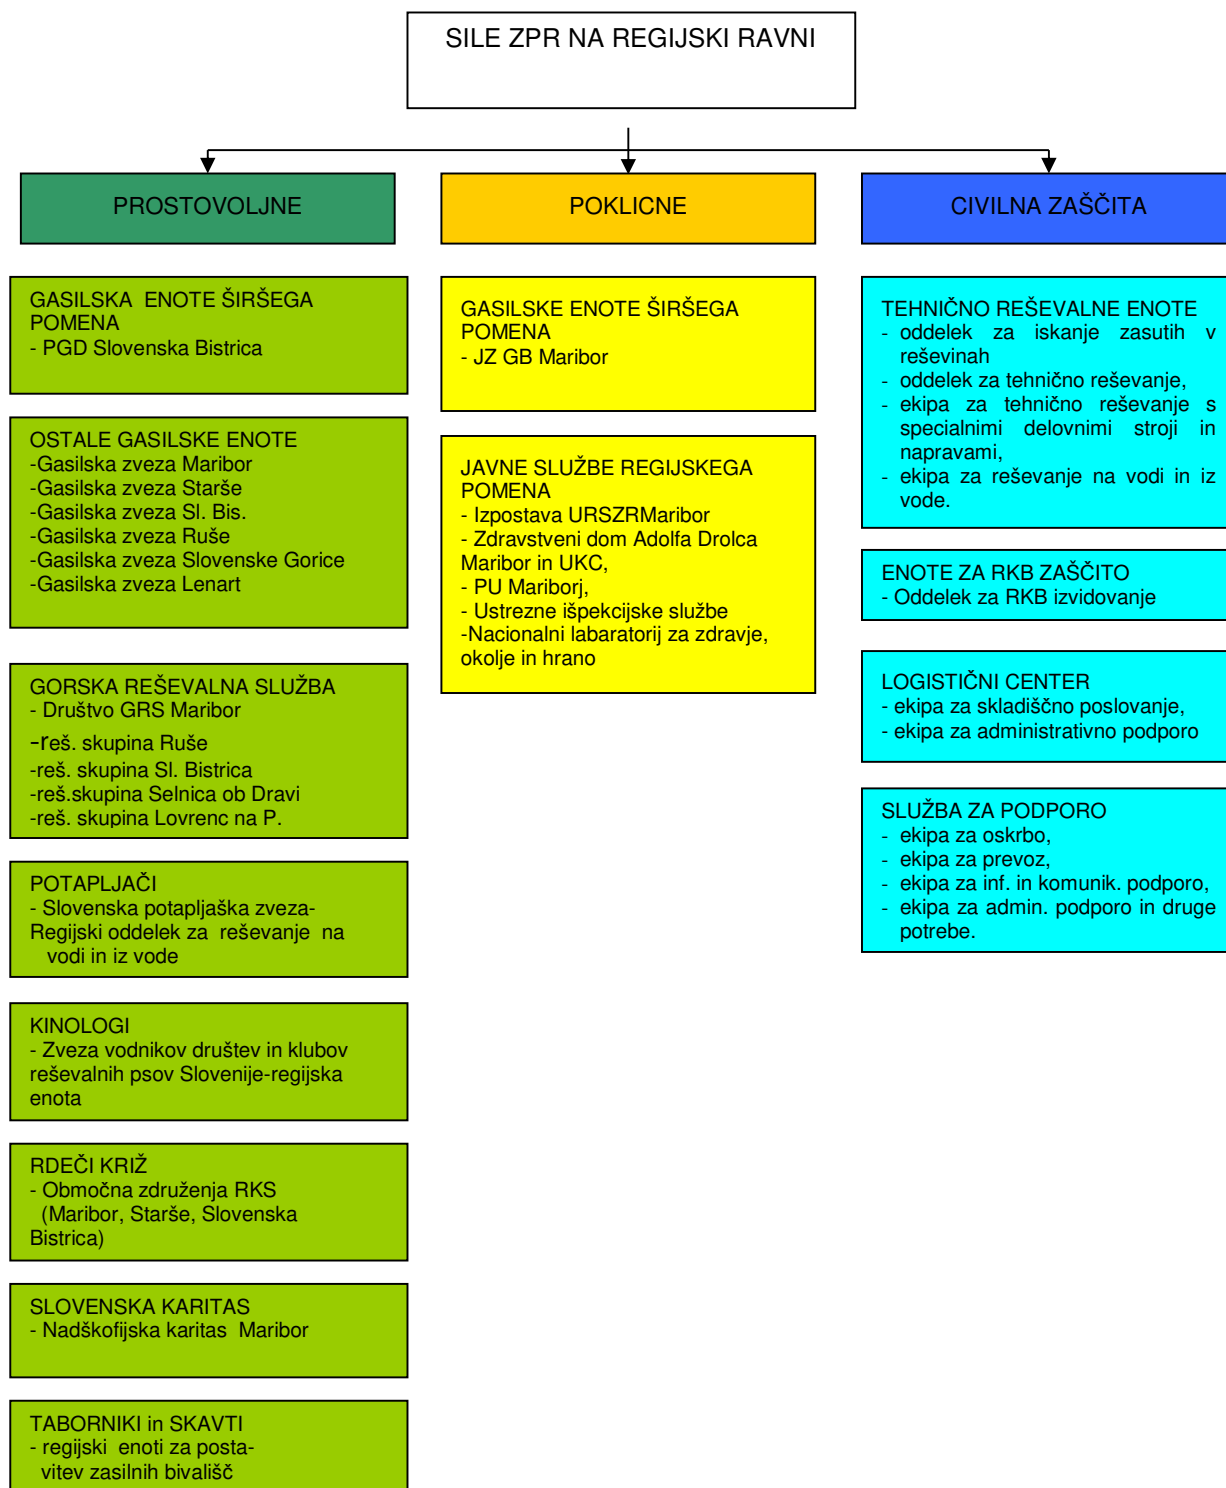 SILE ZPR NA REGIJSKI RAVNI
PROSTOVOLJNE
GASILSKA ENOTE ŠIRŠEGA
POMENA
- PGD Slovenska Bistrica
OSTALE GASILSKE ENOTE
-Gasilska zveza Maribor
-Gasilska zveza Starše
-Gasilska zveza Sl. Bis.
-Gasilska zveza Ruše
-Gasilska zveza Slovenske Gorice
-Gasilska zveza Lenart
GORSKA REŠEVALNA SLUŽBA
- Društvo GRS Maribor
-reš. skupina Ruše
-reš. skupina Sl. Bistrica
-reš.skupina Selnica ob Dravi
-reš. skupina Lovrenc na P.
POTAPLJAČI
- Slovenska potapljaška zveza-
Regijski oddelek za reševanje na
vodi in iz vode
KINOLOGI
- Zveza vodnikov društev in klubov
reševalnih psov Slovenije-regijska
enota
RDEČI KRIŽ
- Območna združenja RKS
(Maribor, Starše, Slovenska
Bistrica)
SLOVENSKA KARITAS
- Nadškofijska karitas Maribor
TABORNIKI in SKAVTI
- regijski enoti za posta-
vitev zasilnih bivališč
POKLICNE
GASILSKE ENOTE ŠIRŠEGA
POMENA
- JZ GB Maribor
JAVNE SLUŽBE REGIJSKEGA
POMENA
- Izpostava URSZRMaribor
- Zdravstveni dom Adolfa Drolca
Maribor in UKC,
- PU Mariborj,
- Ustrezne išpekcijske službe
-Nacionalni labaratorij za zdravje,
okolje in hrano
CIVILNA ZAŠČITA
TEHNIČNO REŠEVALNE ENOTE
- oddelek za iskanje zasutih v
reševinah
- oddelek za tehnično reševanje,
- ekipa za tehnično reševanje s
specialnimi delovnimi stroji in
napravami,
- ekipa za reševanje na vodi in iz
vode.
ENOTE ZA RKB ZAŠČITO
- Oddelek za RKB izvidovanje
LOGISTIČNI CENTER
- ekipa za skladiščno poslovanje,
- ekipa za administrativno podporo
SLUŽBA ZA PODPORO
- ekipa za oskrbo,
- ekipa za prevoz,
- ekipa za inf. in komunik. podporo,
- ekipa za admin. podporo in druge
potrebe.